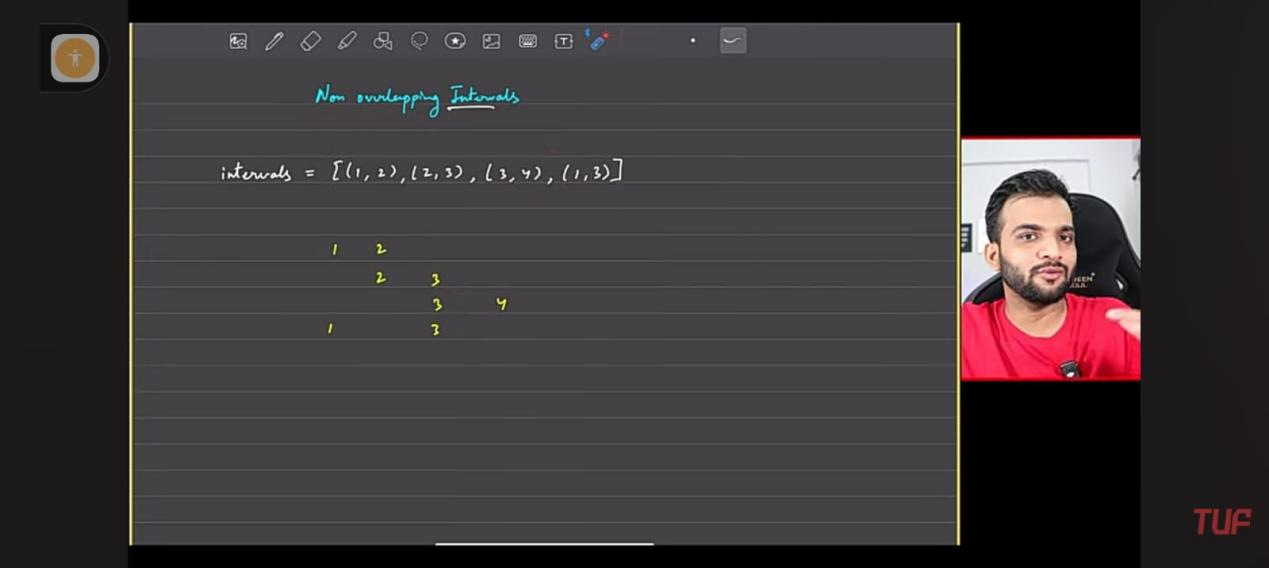 Non overlapping Intervals
intervals = [(1, 2), (2, 3), (3, 4), (1, 3)]
1 2
2 3
3 4
1 3
TUF